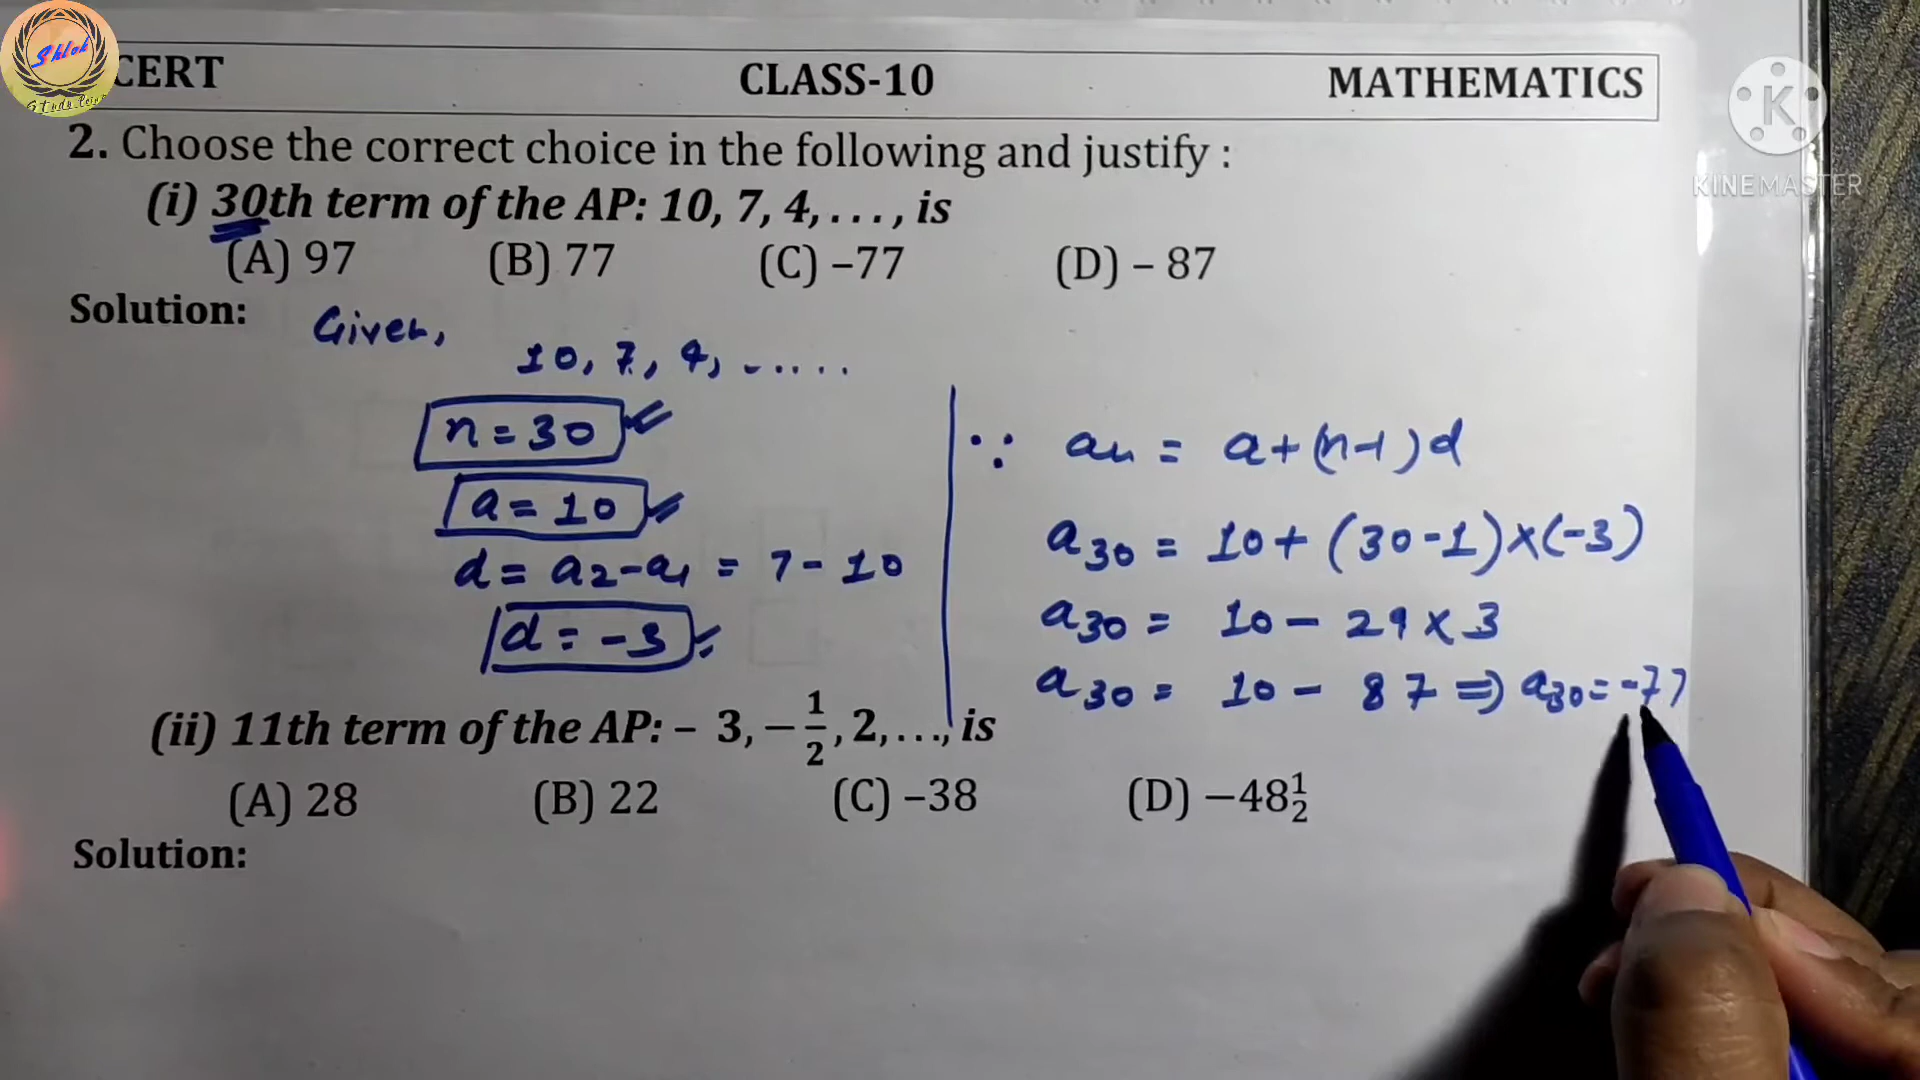 Shlok
CERT CLASS-10 MATHEMATICS
KINEMASTER
2. Choose the correct choice in the following and justify :
(i) 30th term of the AP: 10, 7, 4, . . . , is
(A) 97 (B) 77 (C) –77 (D) – 87
Solution: Given,
10, 7, 4, .....
n = 30
a = 10
d = a2 - a1 = 7 - 10
d = -3
∵ an = a + (n-1)d
a30 = 10 + (30-1)×(-3)
a30 = 10 - 29 × 3
a30 = 10 - 87 ⇒ a30 = -77
(ii) 11th term of the AP: – 3, –1/2, 2, . . ., is
(A) 28 (B) 22 (C) –38 (D) –48 1/2
Solution: